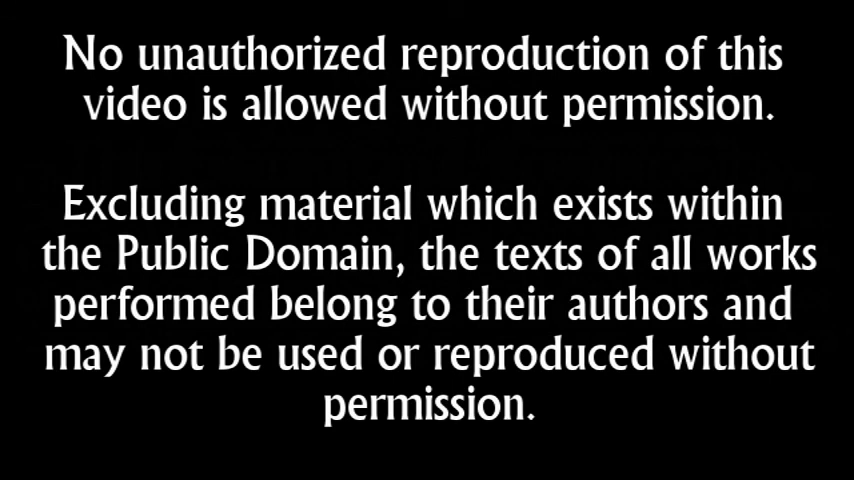 No unauthorized reproduction of this
video is allowed without permission.
Excluding material which exists within
the Public Domain, the texts of all works
performed belong to their authors and
may not be used or reproduced without
permission.